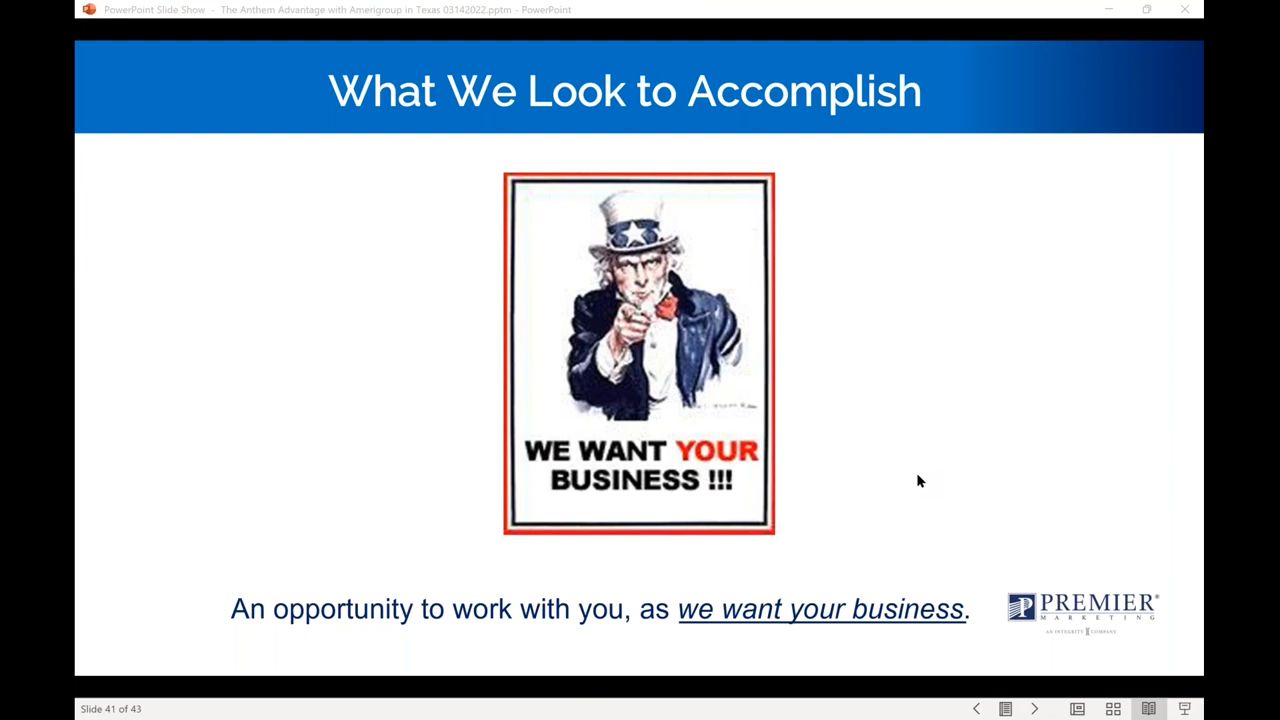 PowerPoint Slide Show - The Anthem Advantage with Amerigroup in Texas 03142022.pptm - PowerPoint
What We Look to Accomplish
WE WANT YOUR
BUSINESS !!!
An opportunity to work with you, as we want your business.
PREMIER®
MARKETING
AN INTEGRITY COMPANY
Slide 41 of 43